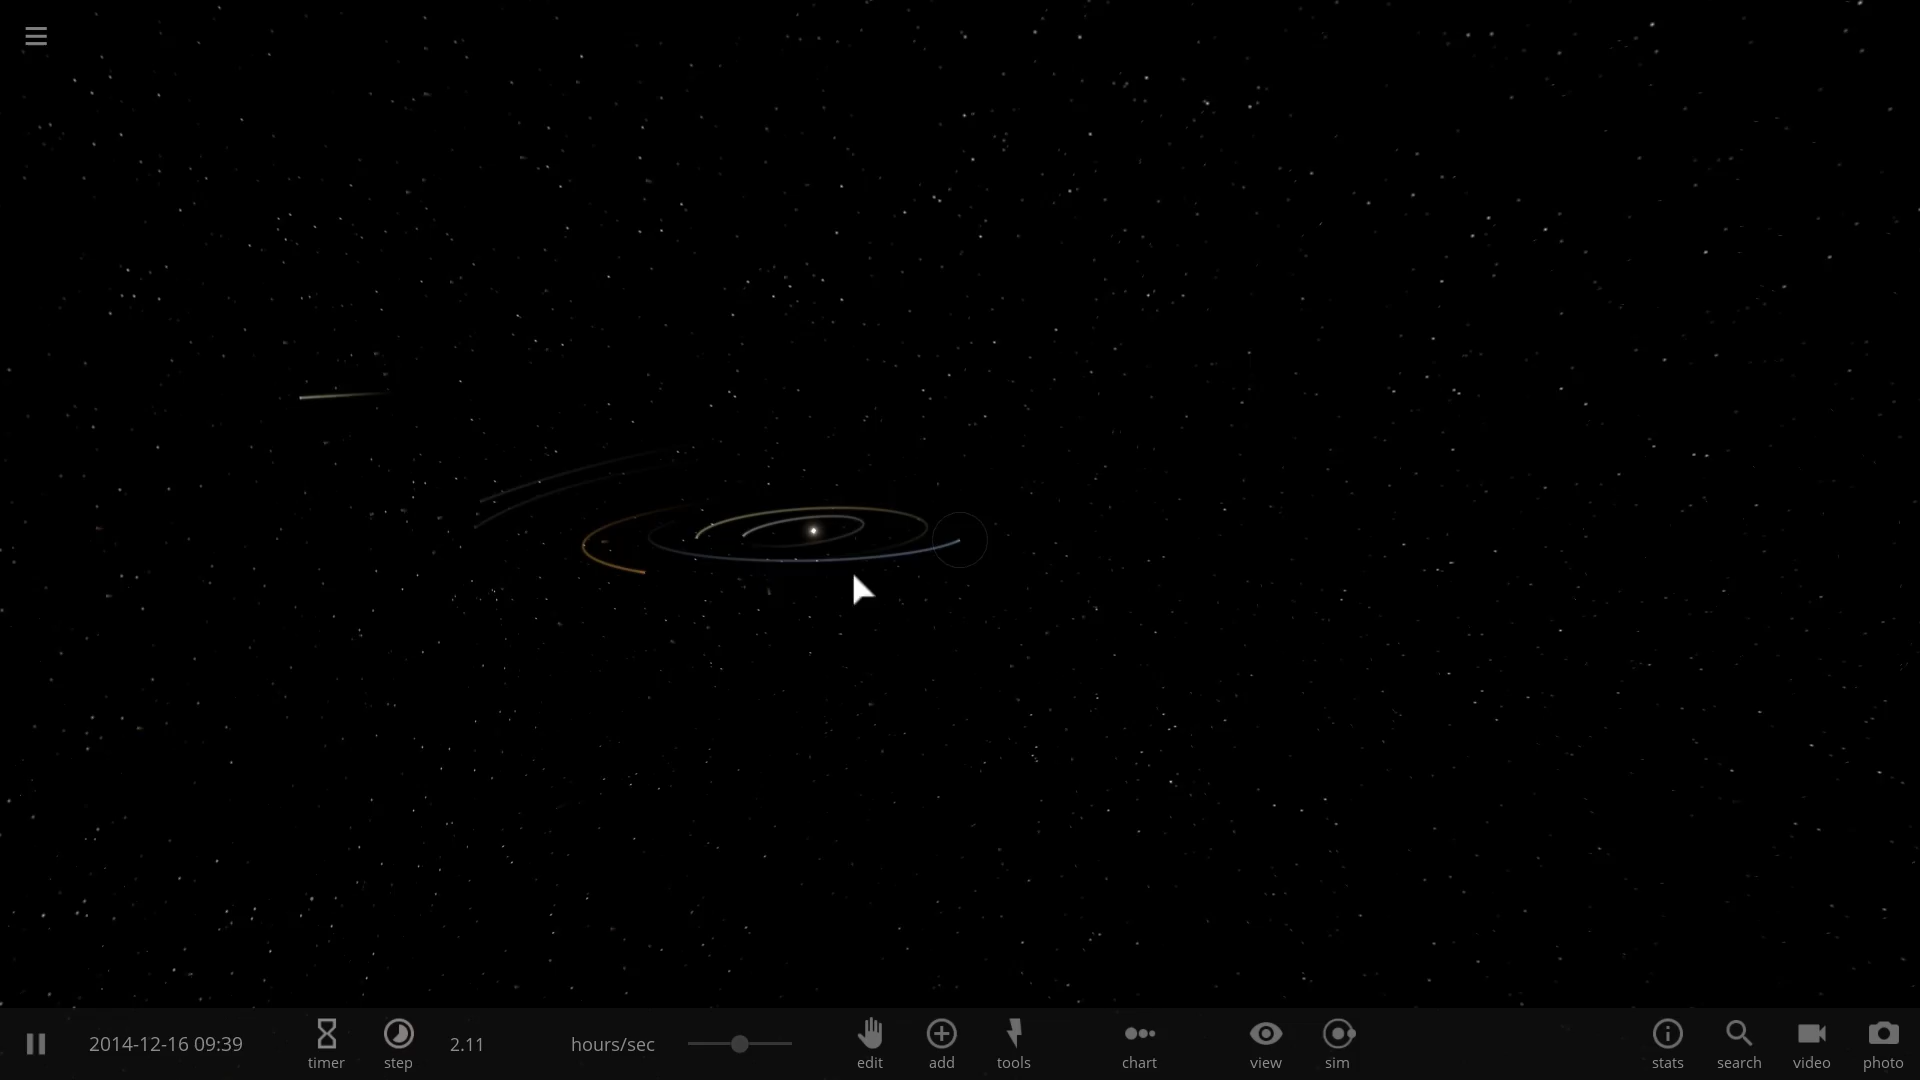 2014-12-16 09:39
timer
step
2.11
hours/sec
edit
add
tools
chart
view
sim
stats
search
video
photo